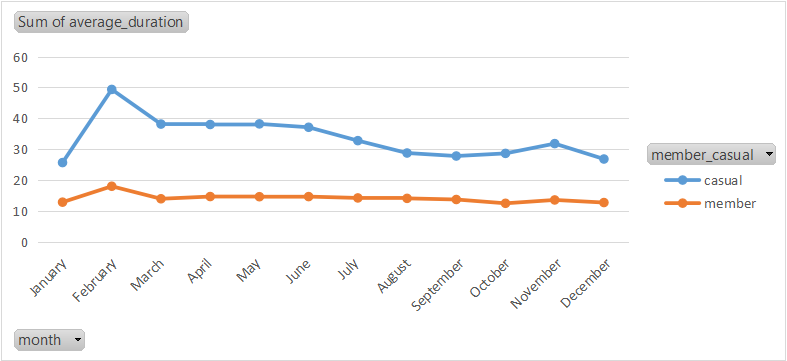 Sum of average_duration
60
50
40
30
20
10
0
January
February
March
April
May
June
July
August
September
October
November
December
member_casual
casual
member
month